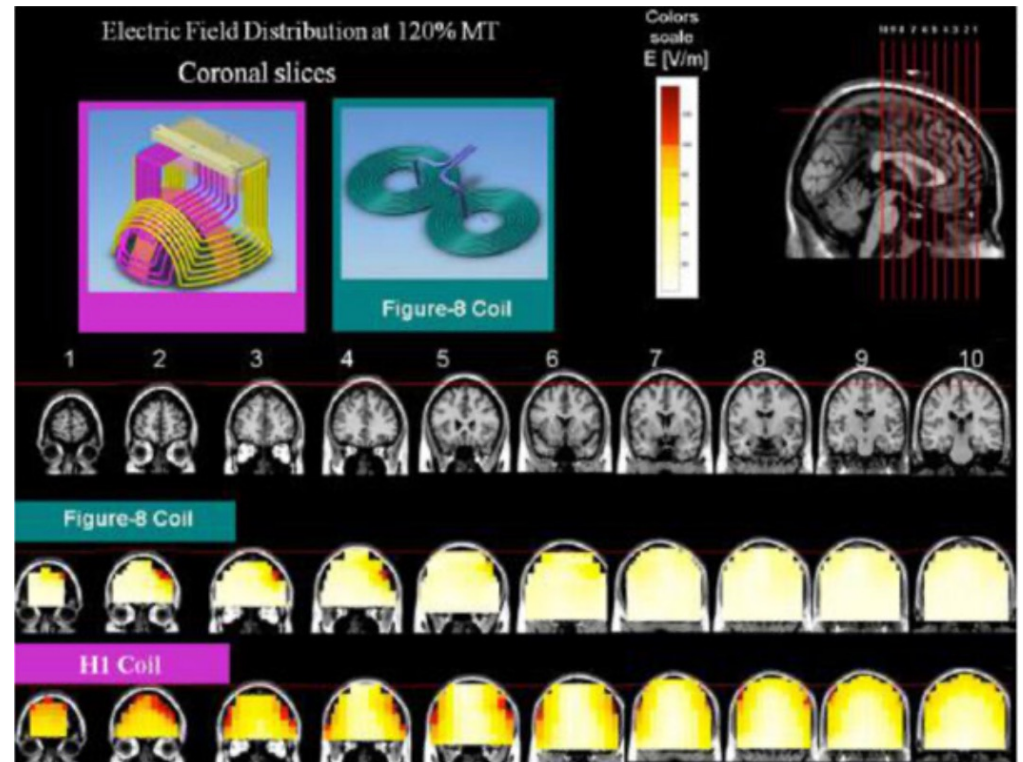 Electric Field Distribution at 120% MT
Coronal slices
Colors
scale
E [V/m]
Figure-8 Coil
1 2 3 4 5 6 7 8 9 10
Figure-8 Coil
H1 Coil